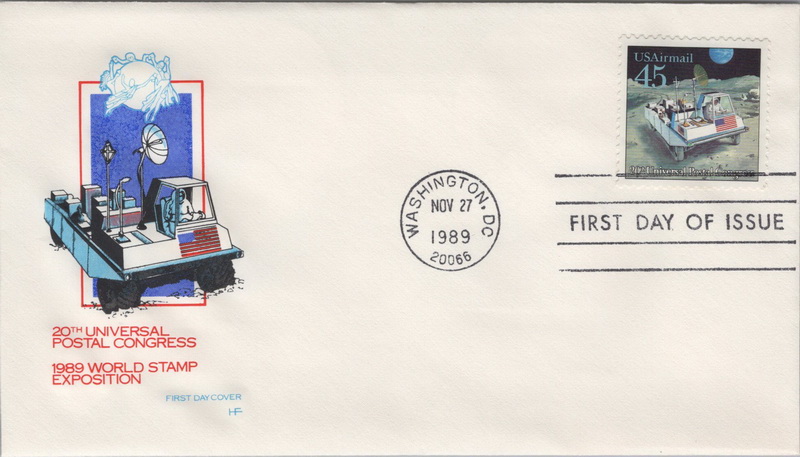 USAirmail
45
20th Universal Postal Congress
WASHINGTON, DC
NOV 27
1989
20066
FIRST DAY OF ISSUE
20TH UNIVERSAL
POSTAL CONGRESS
1989 WORLD STAMP
EXPOSITION
FIRST DAY COVER
HF